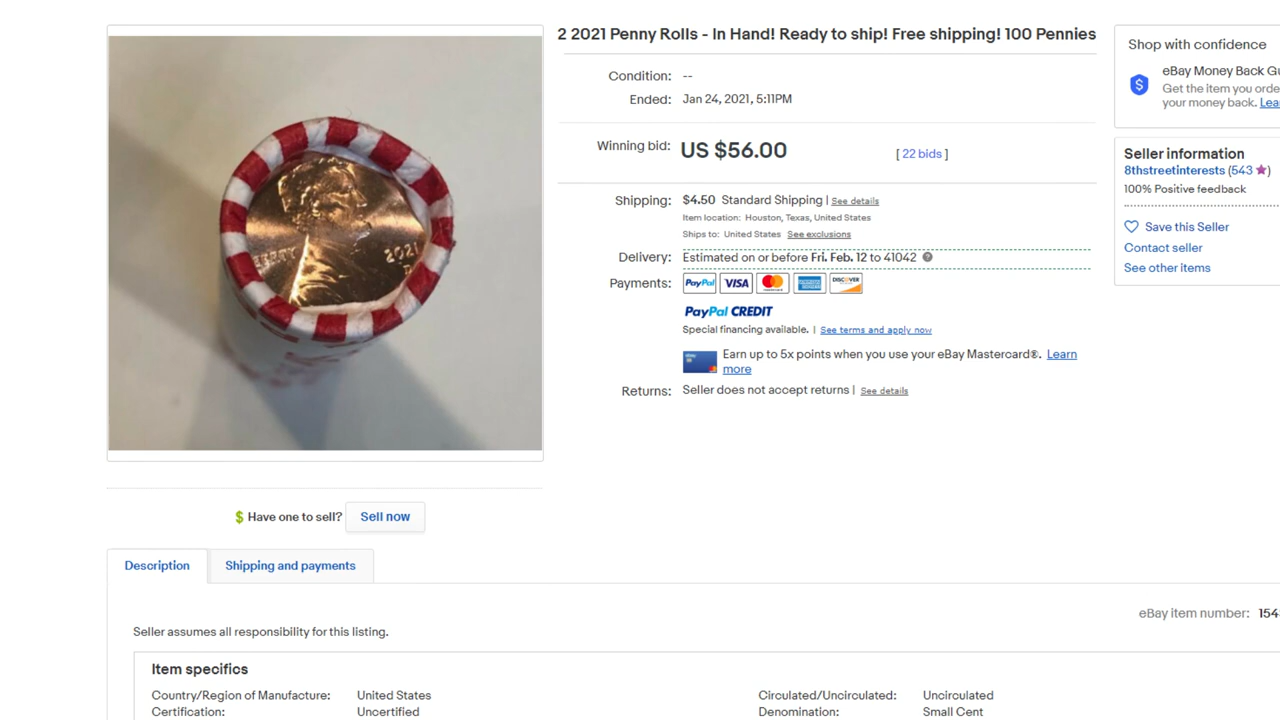 2 2021 Penny Rolls - In Hand! Ready to ship! Free shipping! 100 Pennies
Condition: --
Ended: Jan 24, 2021, 5:11PM
Winning bid: US $56.00 [ 22 bids ]
Shipping: $4.50 Standard Shipping | See details
Item location: Houston, Texas, United States
Ships to: United States See exclusions
Delivery: Estimated on or before Fri. Feb. 12 to 41042
Payments: PayPal VISA mastercard AMERICAN EXPRESS DISCOVER
PayPal CREDIT
Special financing available. | See terms and apply now
Earn up to 5x points when you use your eBay Mastercard®. Learn
more
Returns: Seller does not accept returns | See details
Shop with confidence
eBay Money Back
Get the item you
your money back.
Seller information
8thstreetinterests (543 )
100% Positive feedback
Save this Seller
Contact seller
See other items
LIBERTY
2021
D
$ Have one to sell? Sell now
Description
Shipping and payments
eBay item number: 154
Seller assumes all responsibility for this listing.
Item specifics
Country/Region of Manufacture: United States
Circulated/Uncirculated: Uncirculated
Certification: Uncertified
Denomination: Small Cent